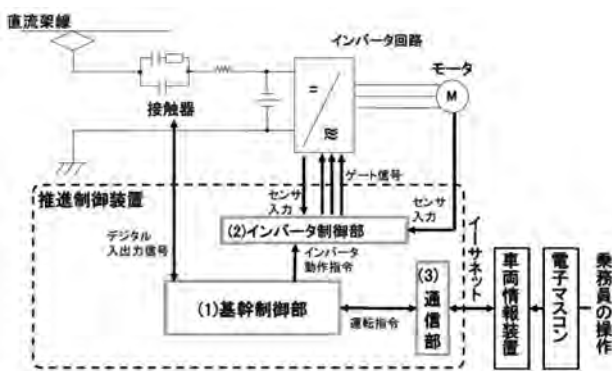 直流架線
インバータ回路
モータ
=
≋
M
接触器
センサ
入力
ゲート信号
センサ
入力
推進制御装置
デジタル
入出力信号
(2)インバータ制御部
インバータ
動作指令
イーサネット
(1)基幹制御部
運転指令
(3)通信部
車両情報装置
電子マスコン
乗務員の操作